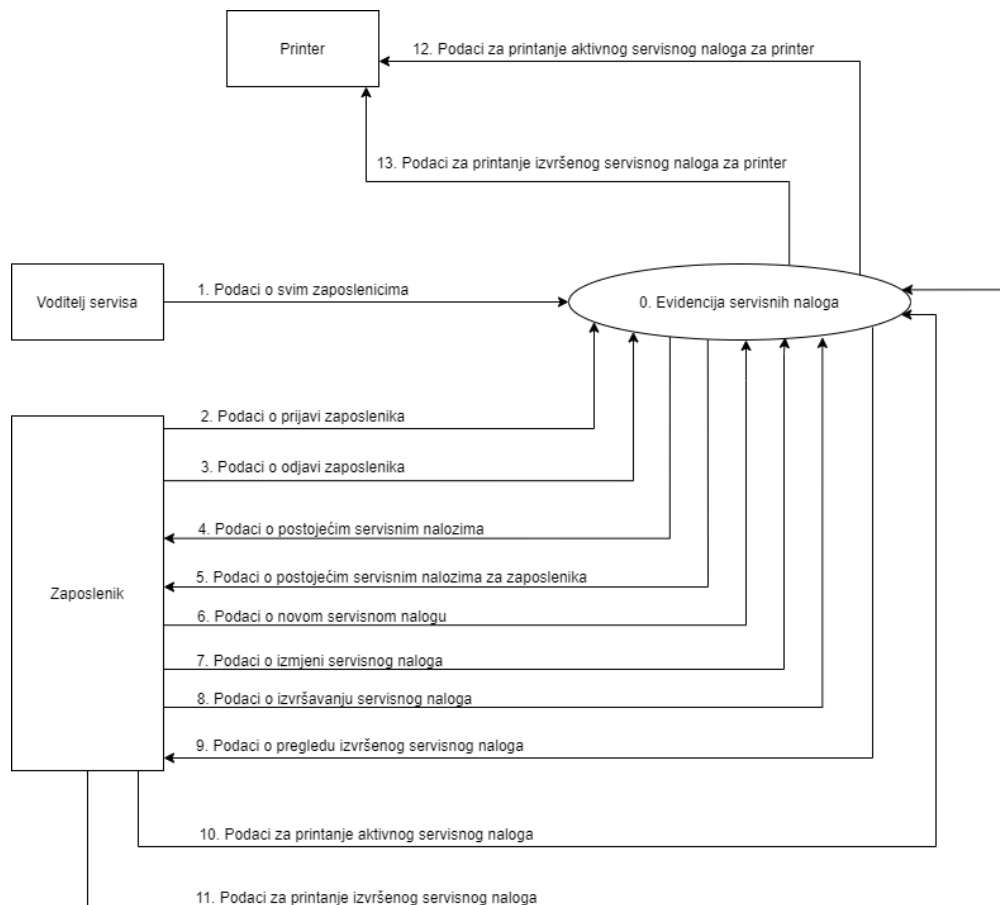 Printer
12. Podaci za printanje aktivnog servisnog naloga za printer
13. Podaci za printanje izvršenog servisnog naloga za printer
Voditelj servisa
1. Podaci o svim zaposlenicima
0. Evidencija servisnih naloga
2. Podaci o prijavi zaposlenika
3. Podaci o odjavi zaposlenika
4. Podaci o postojećim servisnim nalozima
5. Podaci o postojećim servisnim nalozima za zaposlenika
Zaposlenik
6. Podaci o novom servisnom nalogu
7. Podaci o izmjeni servisnog naloga
8. Podaci o izvršavanju servisnog naloga
9. Podaci o pregledu izvršenog servisnog naloga
10. Podaci za printanje aktivnog servisnog naloga
11. Podaci za printanje izvršenog servisnog naloga